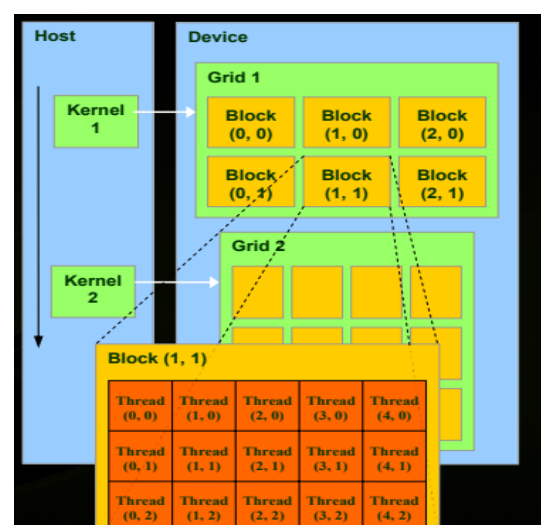 Host
Device
Grid 1
Kernel
1
Block
(0, 0)
Block
(1, 0)
Block
(2, 0)
Block
(0, 1)
Block
(1, 1)
Block
(2, 1)
Grid 2
Kernel
2
Block (1, 1)
Thread
(0, 0)
Thread
(1, 0)
Thread
(2, 0)
Thread
(3, 0)
Thread
(4, 0)
Thread
(0, 1)
Thread
(1, 1)
Thread
(2, 1)
Thread
(3, 1)
Thread
(4, 1)
Thread
(0, 2)
Thread
(1, 2)
Thread
(2, 2)
Thread
(3, 2)
Thread
(4, 2)